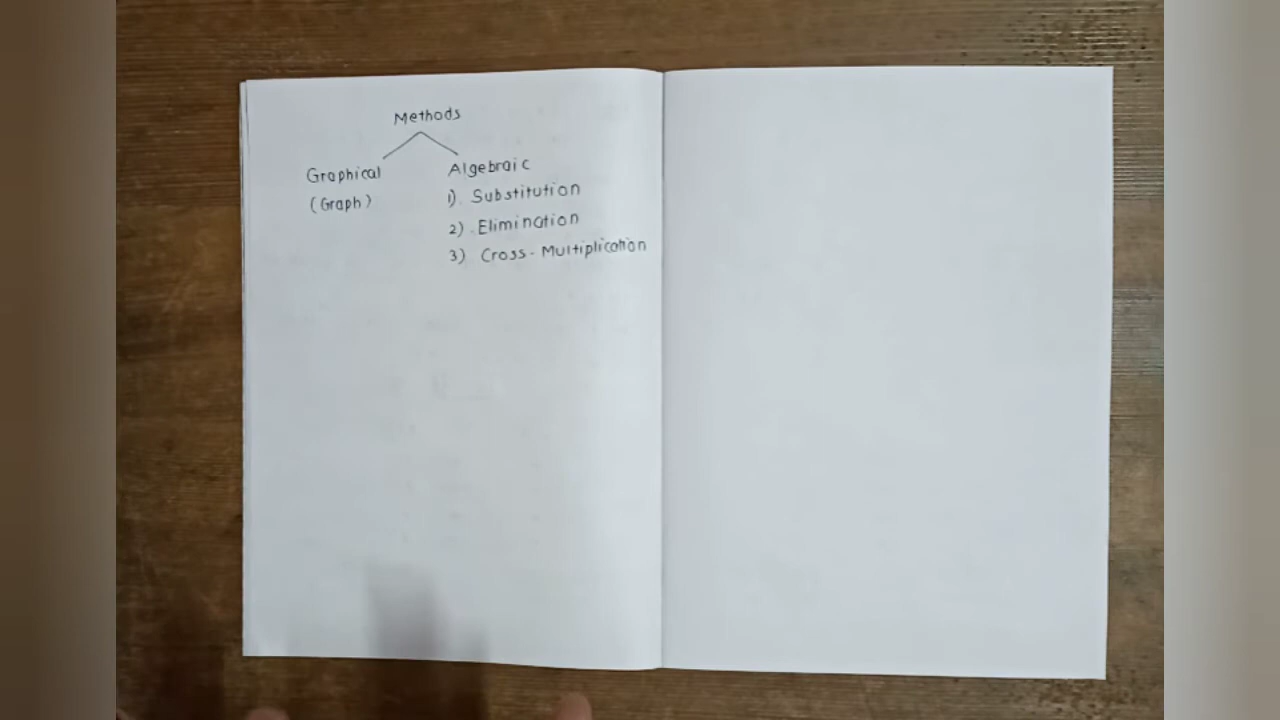 Methods
Graphical
(Graph)
Algebraic
1). Substitution
2). Elimination
3) Cross-Multiplication